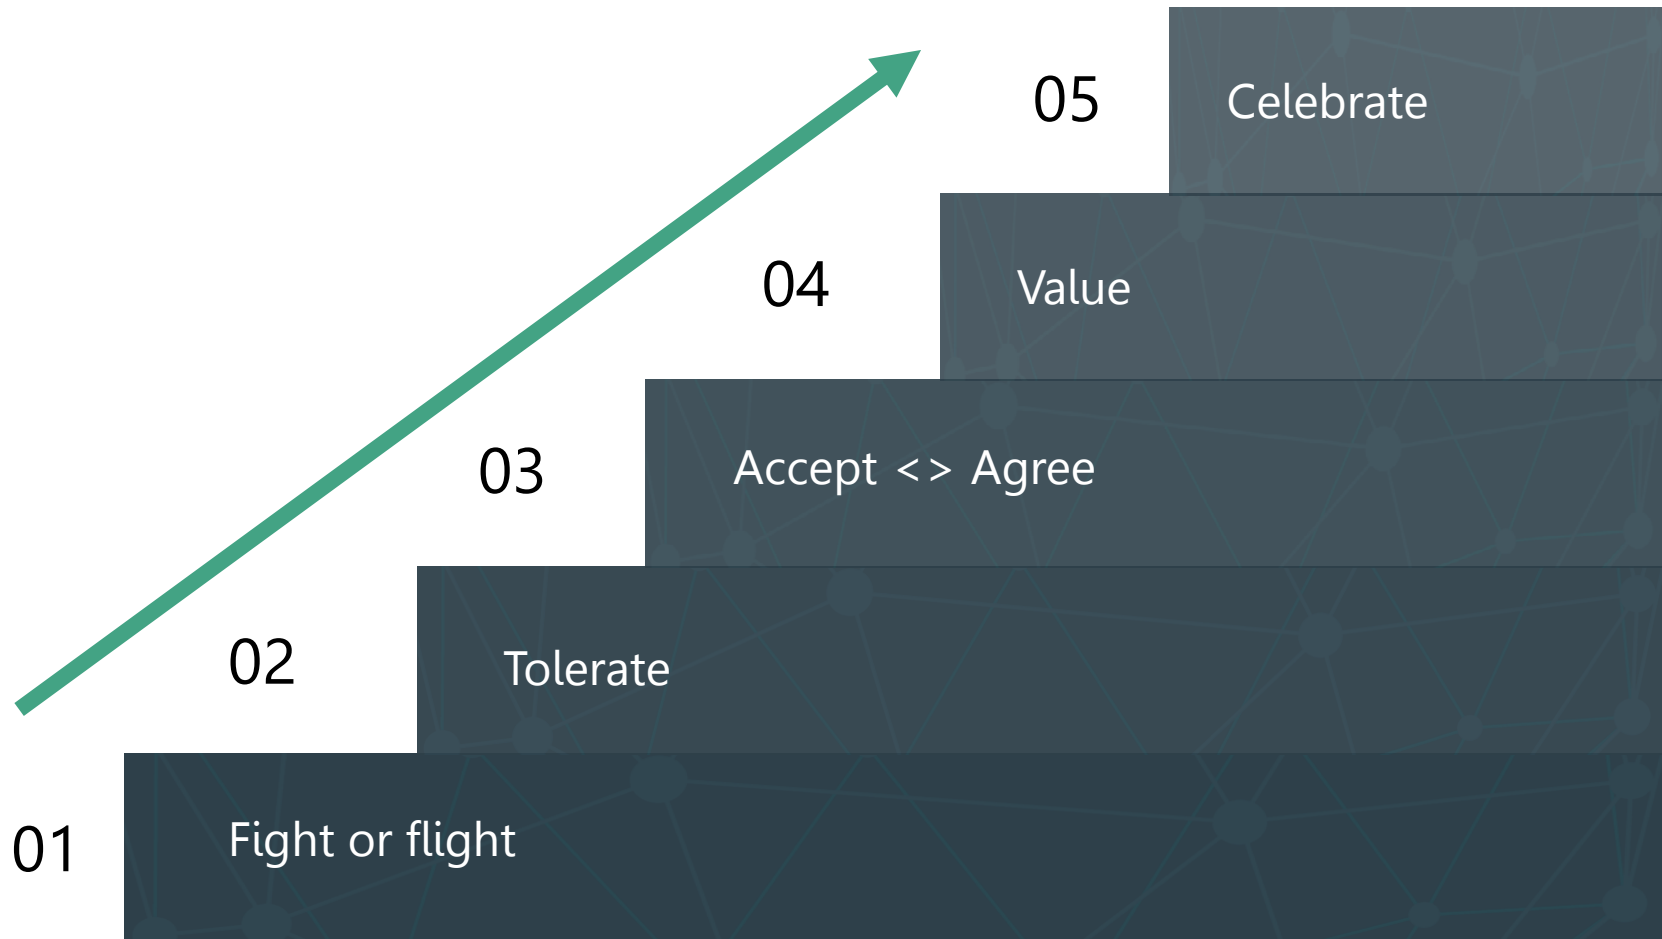 05 Celebrate
04 Value
03 Accept <> Agree
02 Tolerate
01 Fight or flight